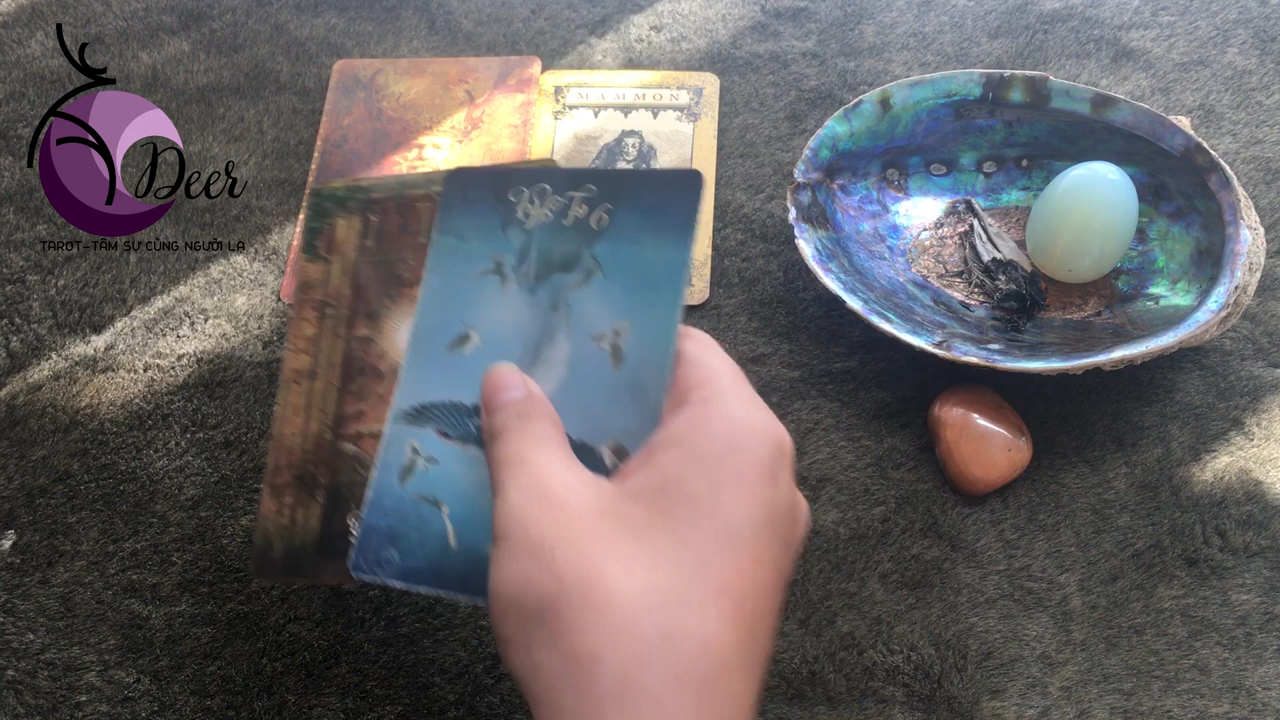 Deer
TAROT-TÂM SỰ CÙNG NGƯỜI LẠ
MAMMON